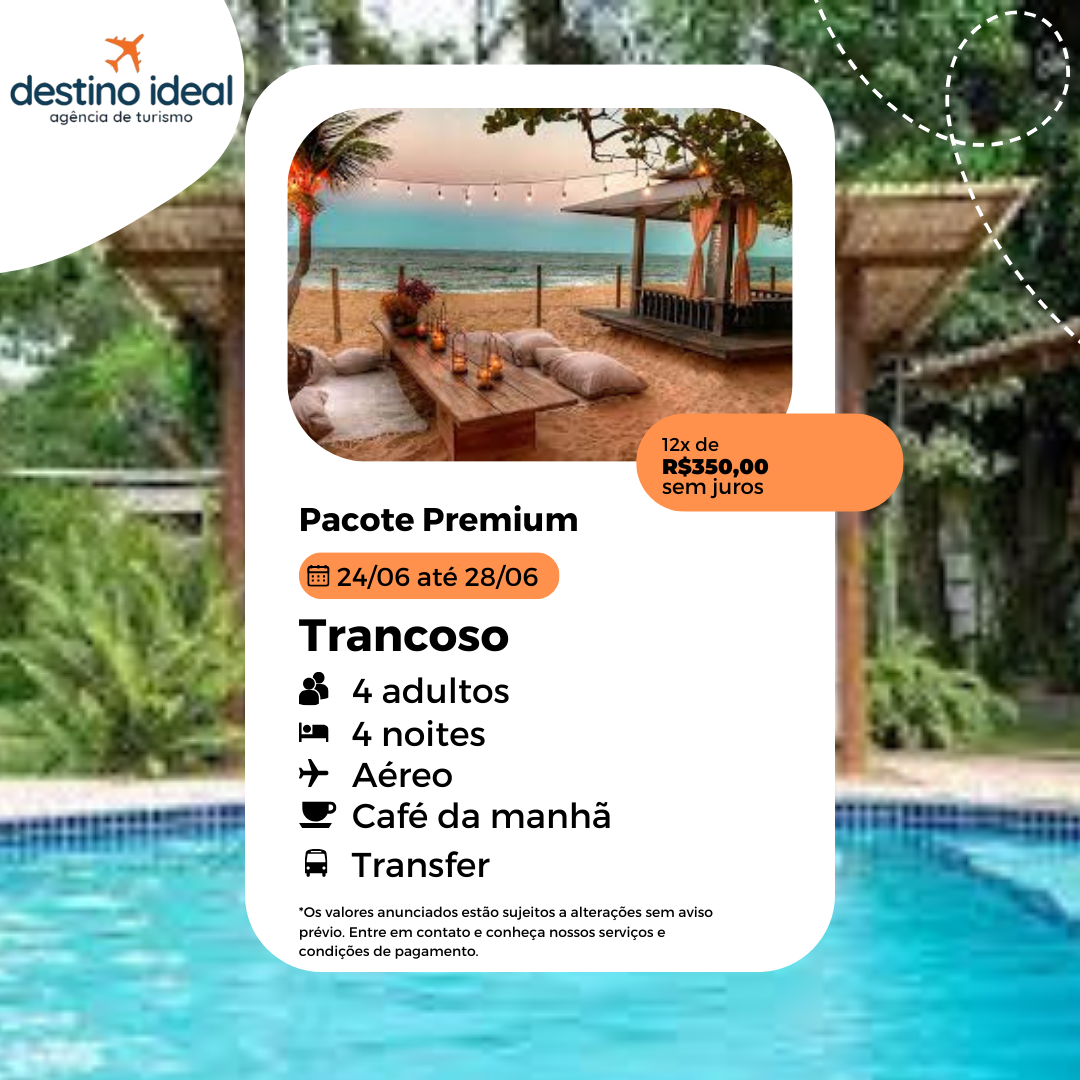 destino ideal
agência de turismo
12x de
R$350,00
sem juros
Pacote Premium
24/06 até 28/06
Trancoso
4 adultos
4 noites
Aéreo
Café da manhã
Transfer
*Os valores anunciados estão sujeitos a alterações sem aviso
prévio. Entre em contato e conheça nossos serviços e
condições de pagamento.